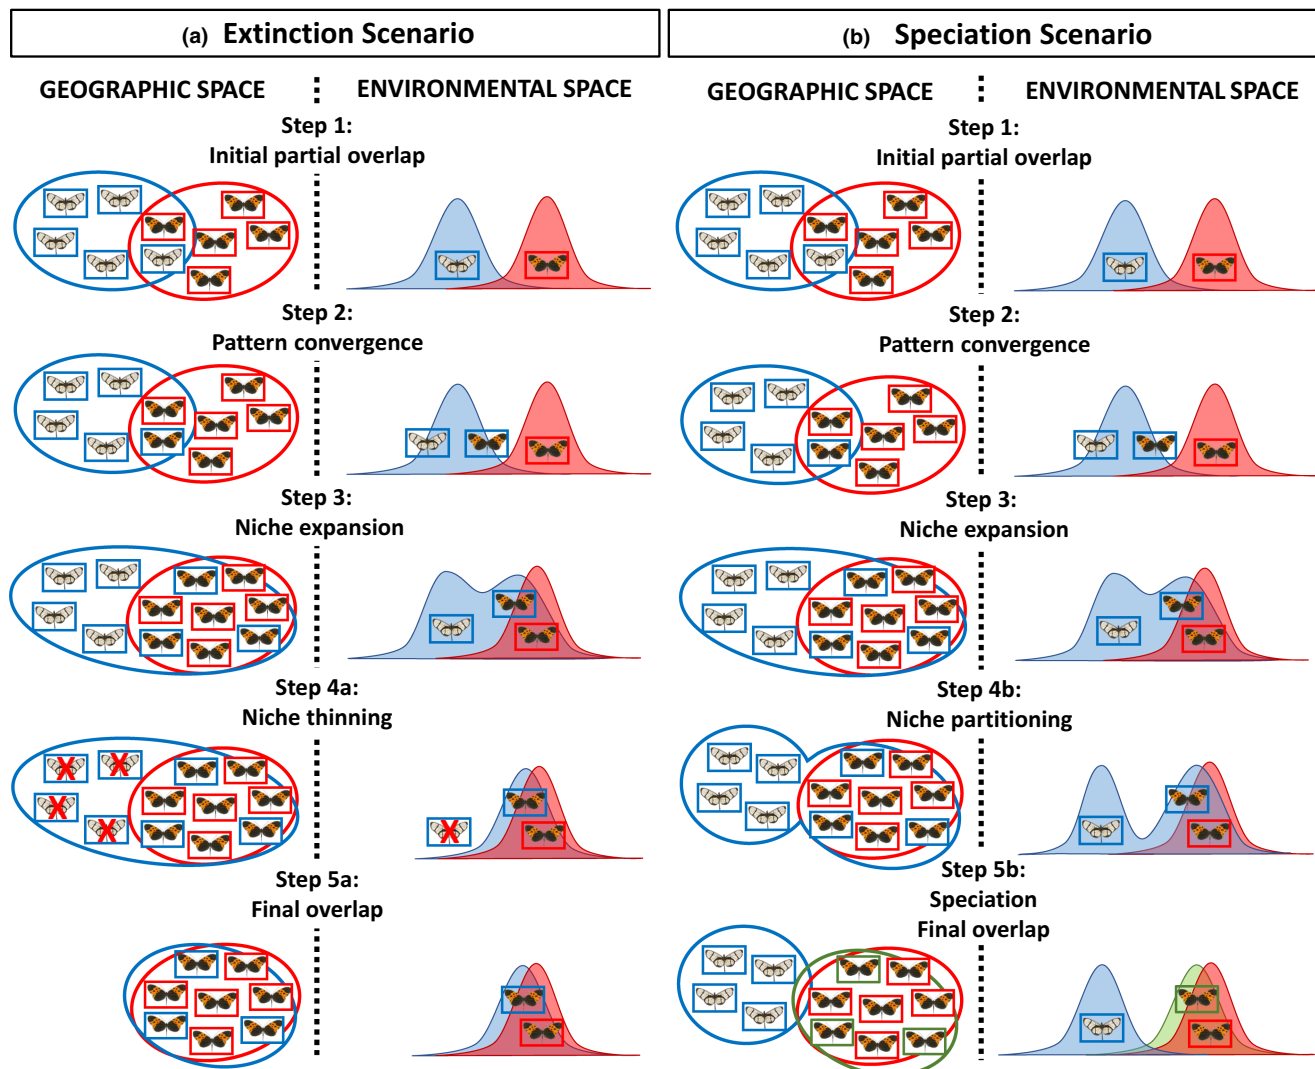 (a) Extinction Scenario
GEOGRAPHIC SPACE
ENVIRONMENTAL SPACE
Step 1:
Initial partial overlap
Step 2:
Pattern convergence
Step 3:
Niche expansion
Step 4a:
Niche thinning
Step 5a:
Final overlap
(b) Speciation Scenario
GEOGRAPHIC SPACE
ENVIRONMENTAL SPACE
Step 1:
Initial partial overlap
Step 2:
Pattern convergence
Step 3:
Niche expansion
Step 4b:
Niche partitioning
Step 5b:
Speciation
Final overlap